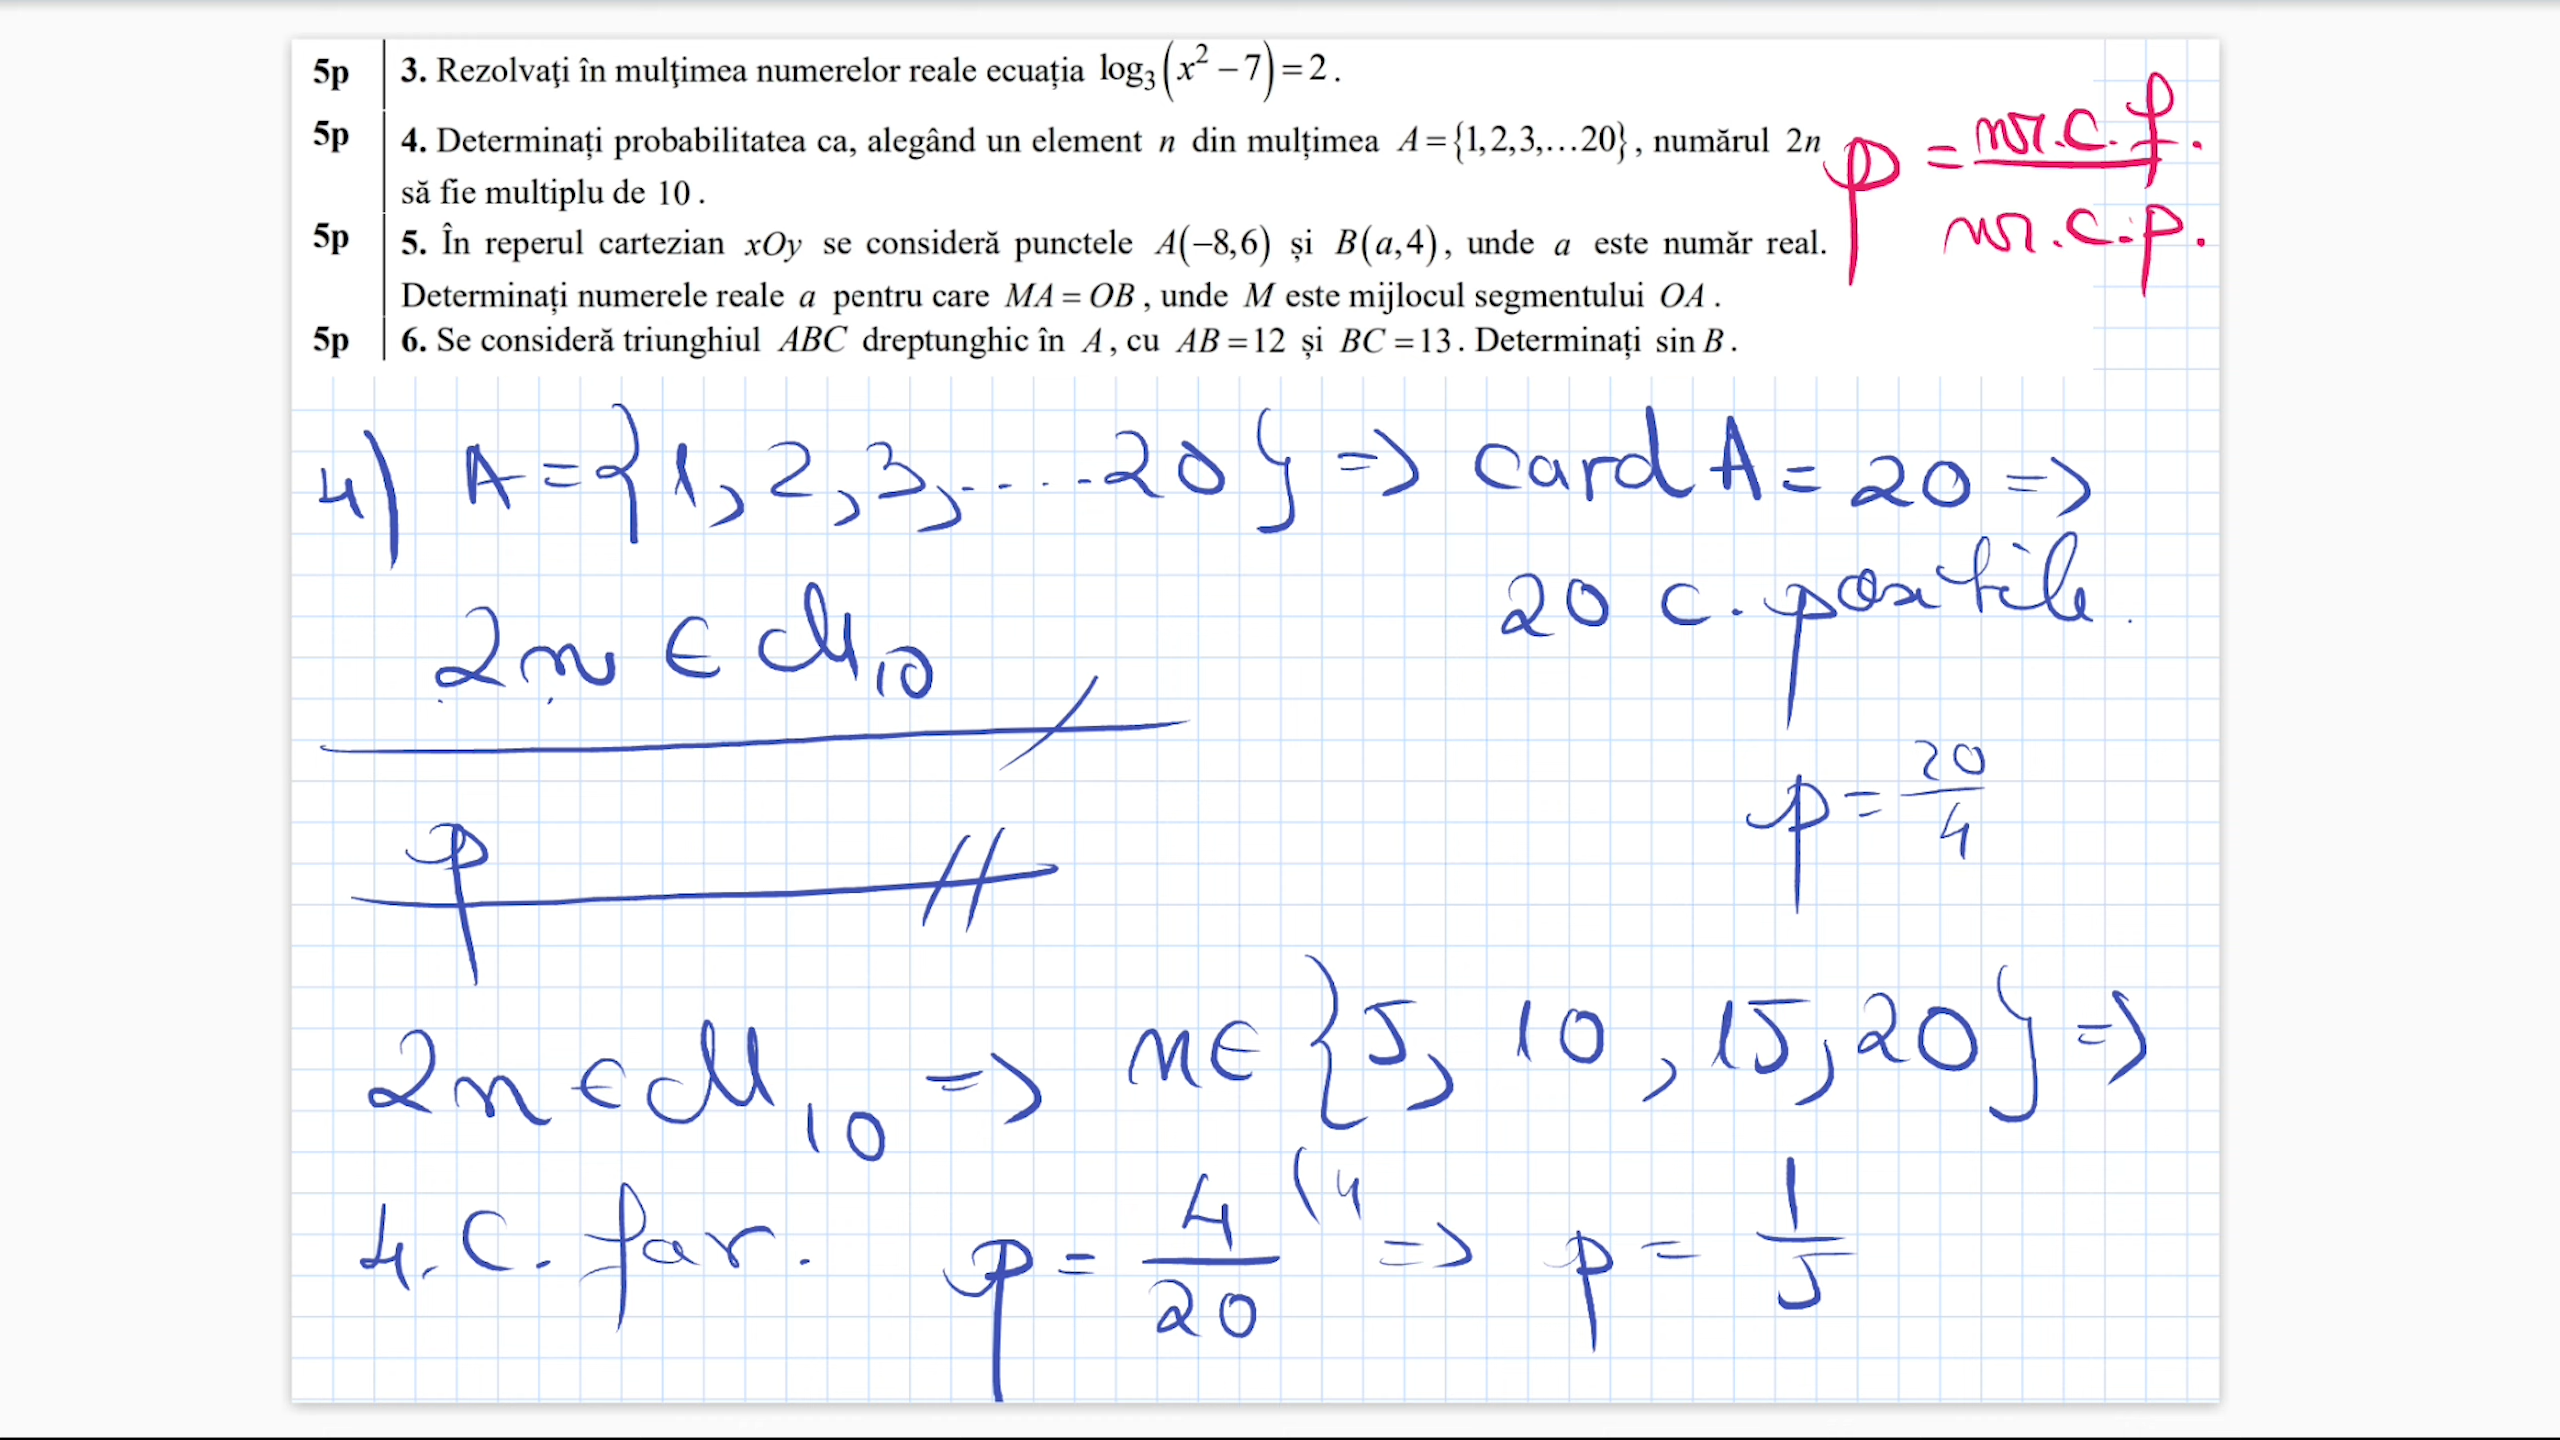 5p 3. Rezolvați în mulțimea numerelor reale ecuația log₃(x² − 7) = 2.
5p 4. Determinați probabilitatea ca, alegând un element n din mulțimea A = {1,2,3,…20}, numărul 2n
să fie multiplu de 10.
5p 5. În reperul cartezian xOy se consideră punctele A(−8,6) și B(a,4), unde a este număr real.
Determinați numerele reale a pentru care MA = OB, unde M este mijlocul segmentului OA.
5p 6. Se consideră triunghiul ABC dreptunghic în A, cu AB = 12 și BC = 13. Determinați sin B.
p = nr.c.f. / nr.c.p.
4) A = {1, 2, 3, .... 20} => card A = 20 =>
20 c. posibile.
2n ∈ M₁₀
p = 20/4
p
2n ∈ M₁₀ => n ∈ {5, 10, 15, 20} =>
4. c. fav. p = 4/20 (4 => p = 1/5